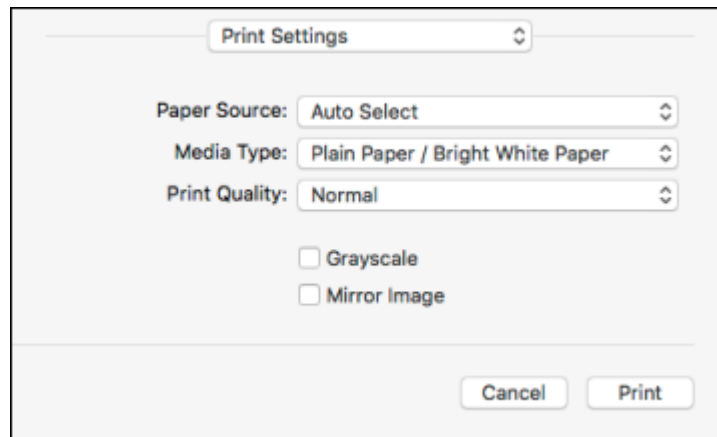 Print Settings
Paper Source: Auto Select
Media Type: Plain Paper / Bright White Paper
Print Quality: Normal
Grayscale
Mirror Image
Cancel Print